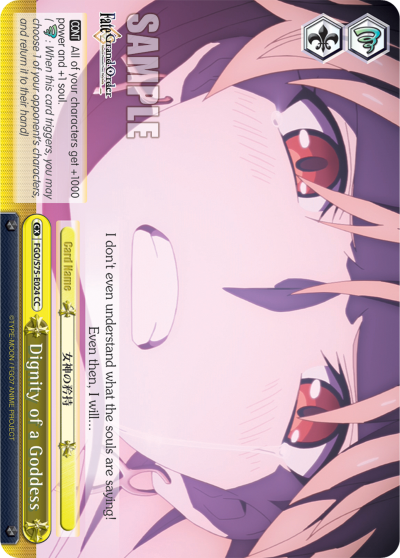 SAMPLE
Fate/Grand Order
I don't even understand what the souls are saying!
Even then, I will...
CONT All of your characters get +1000
power and +1 soul.
( : When this card triggers, you may
choose 1 of your opponent's characters,
and return it to their hand)
Card Name
女神の矜持
CX FGO/S75-E024 CC
Dignity of a Goddess
©TYPE-MOON / FGO7 ANIME PROJECT